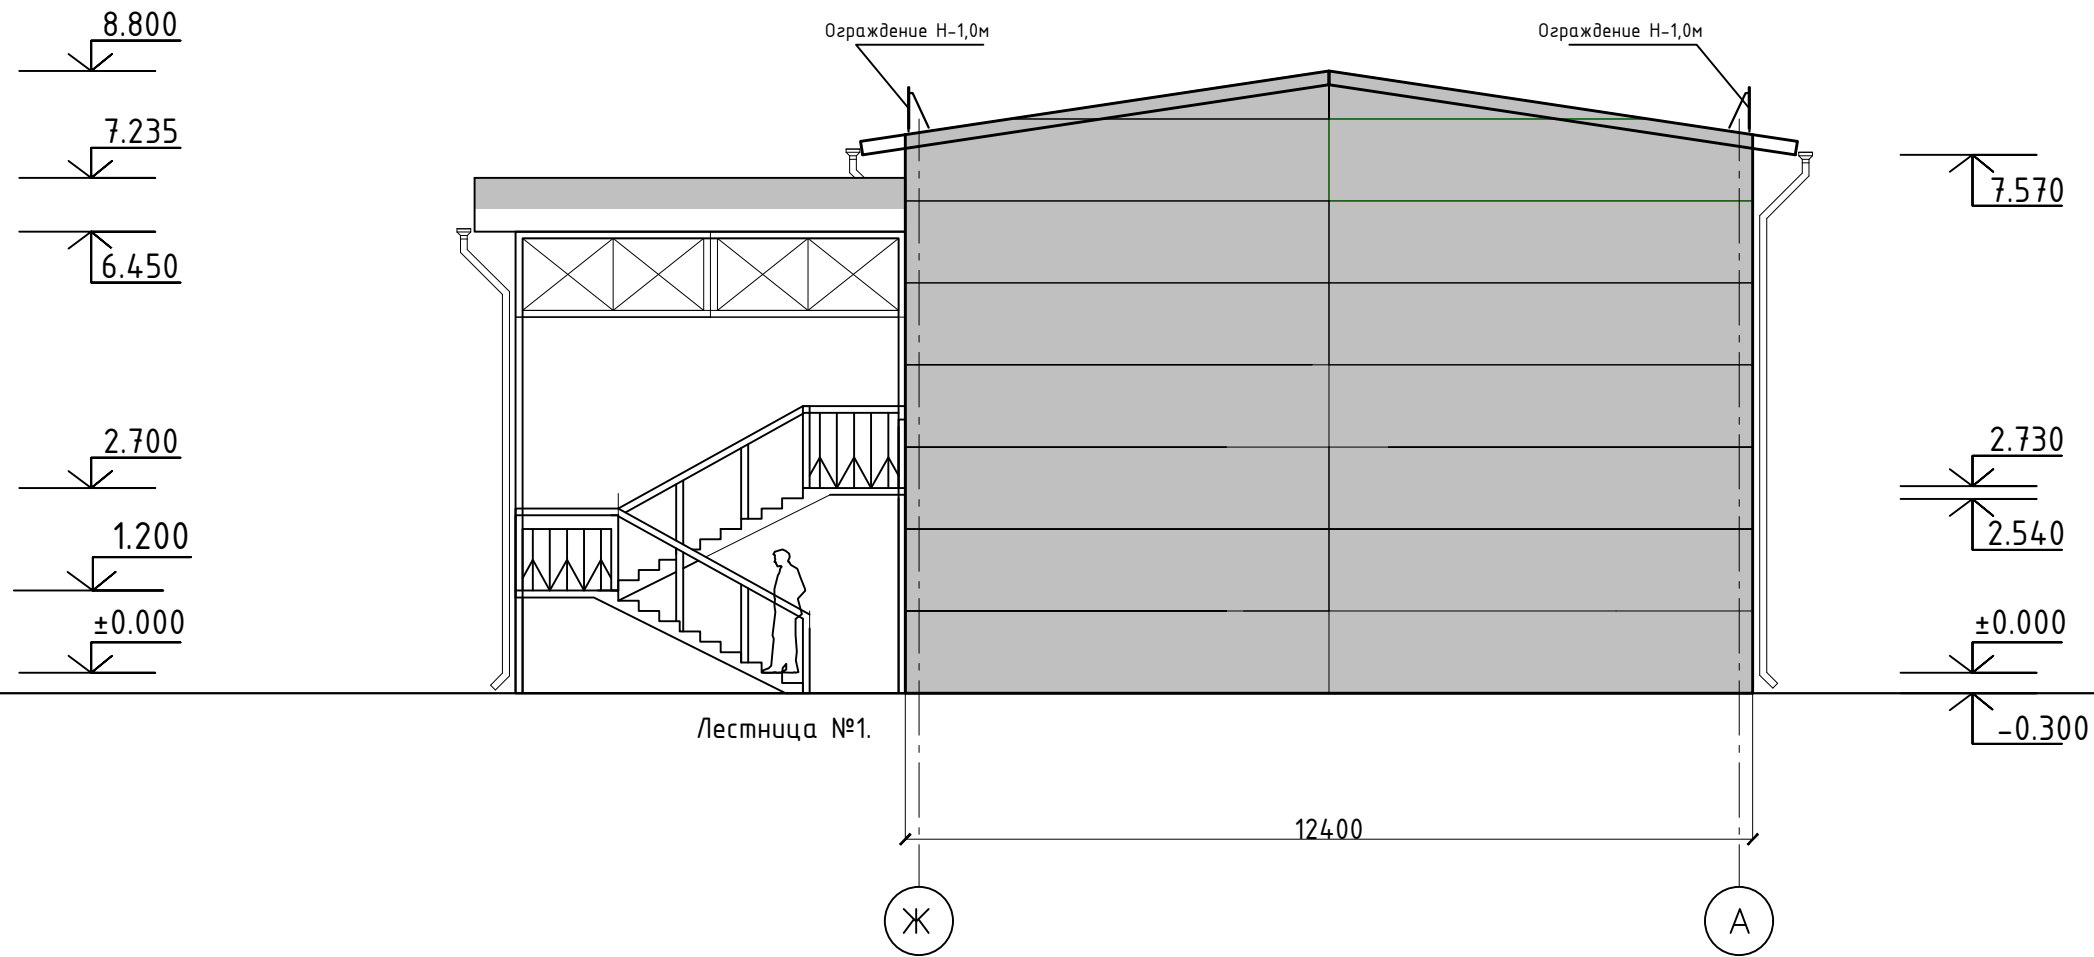 8.800
Ограждение Н-1,0м
Ограждение Н-1,0м
7.235
7.570
6.450
2.700
2.730
1.200
2.540
±0.000
±0.000
Лестница №1.
-0.300
12400
Ж
А